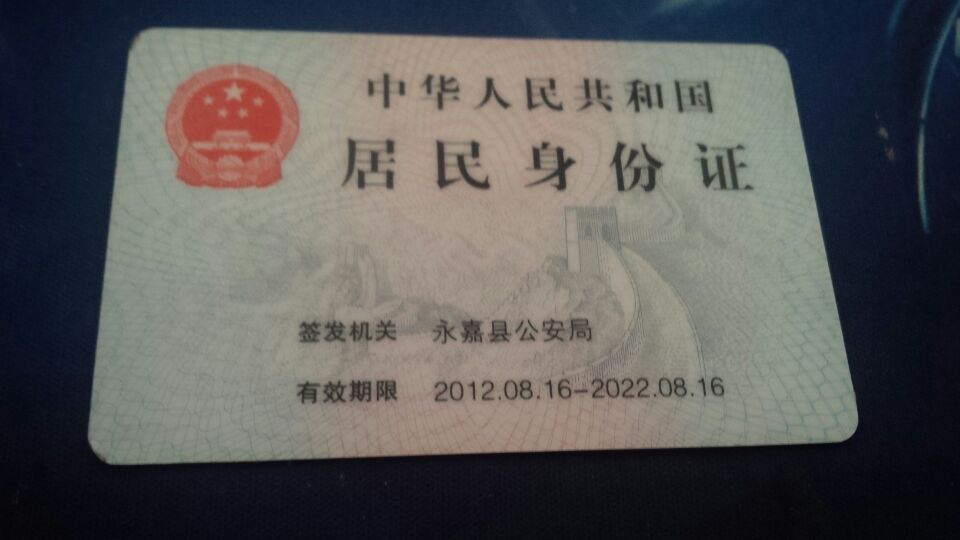 中华人民共和国
居民身份证
签发机关 永嘉县公安局
有效期限 2012.08.16-2022.08.16